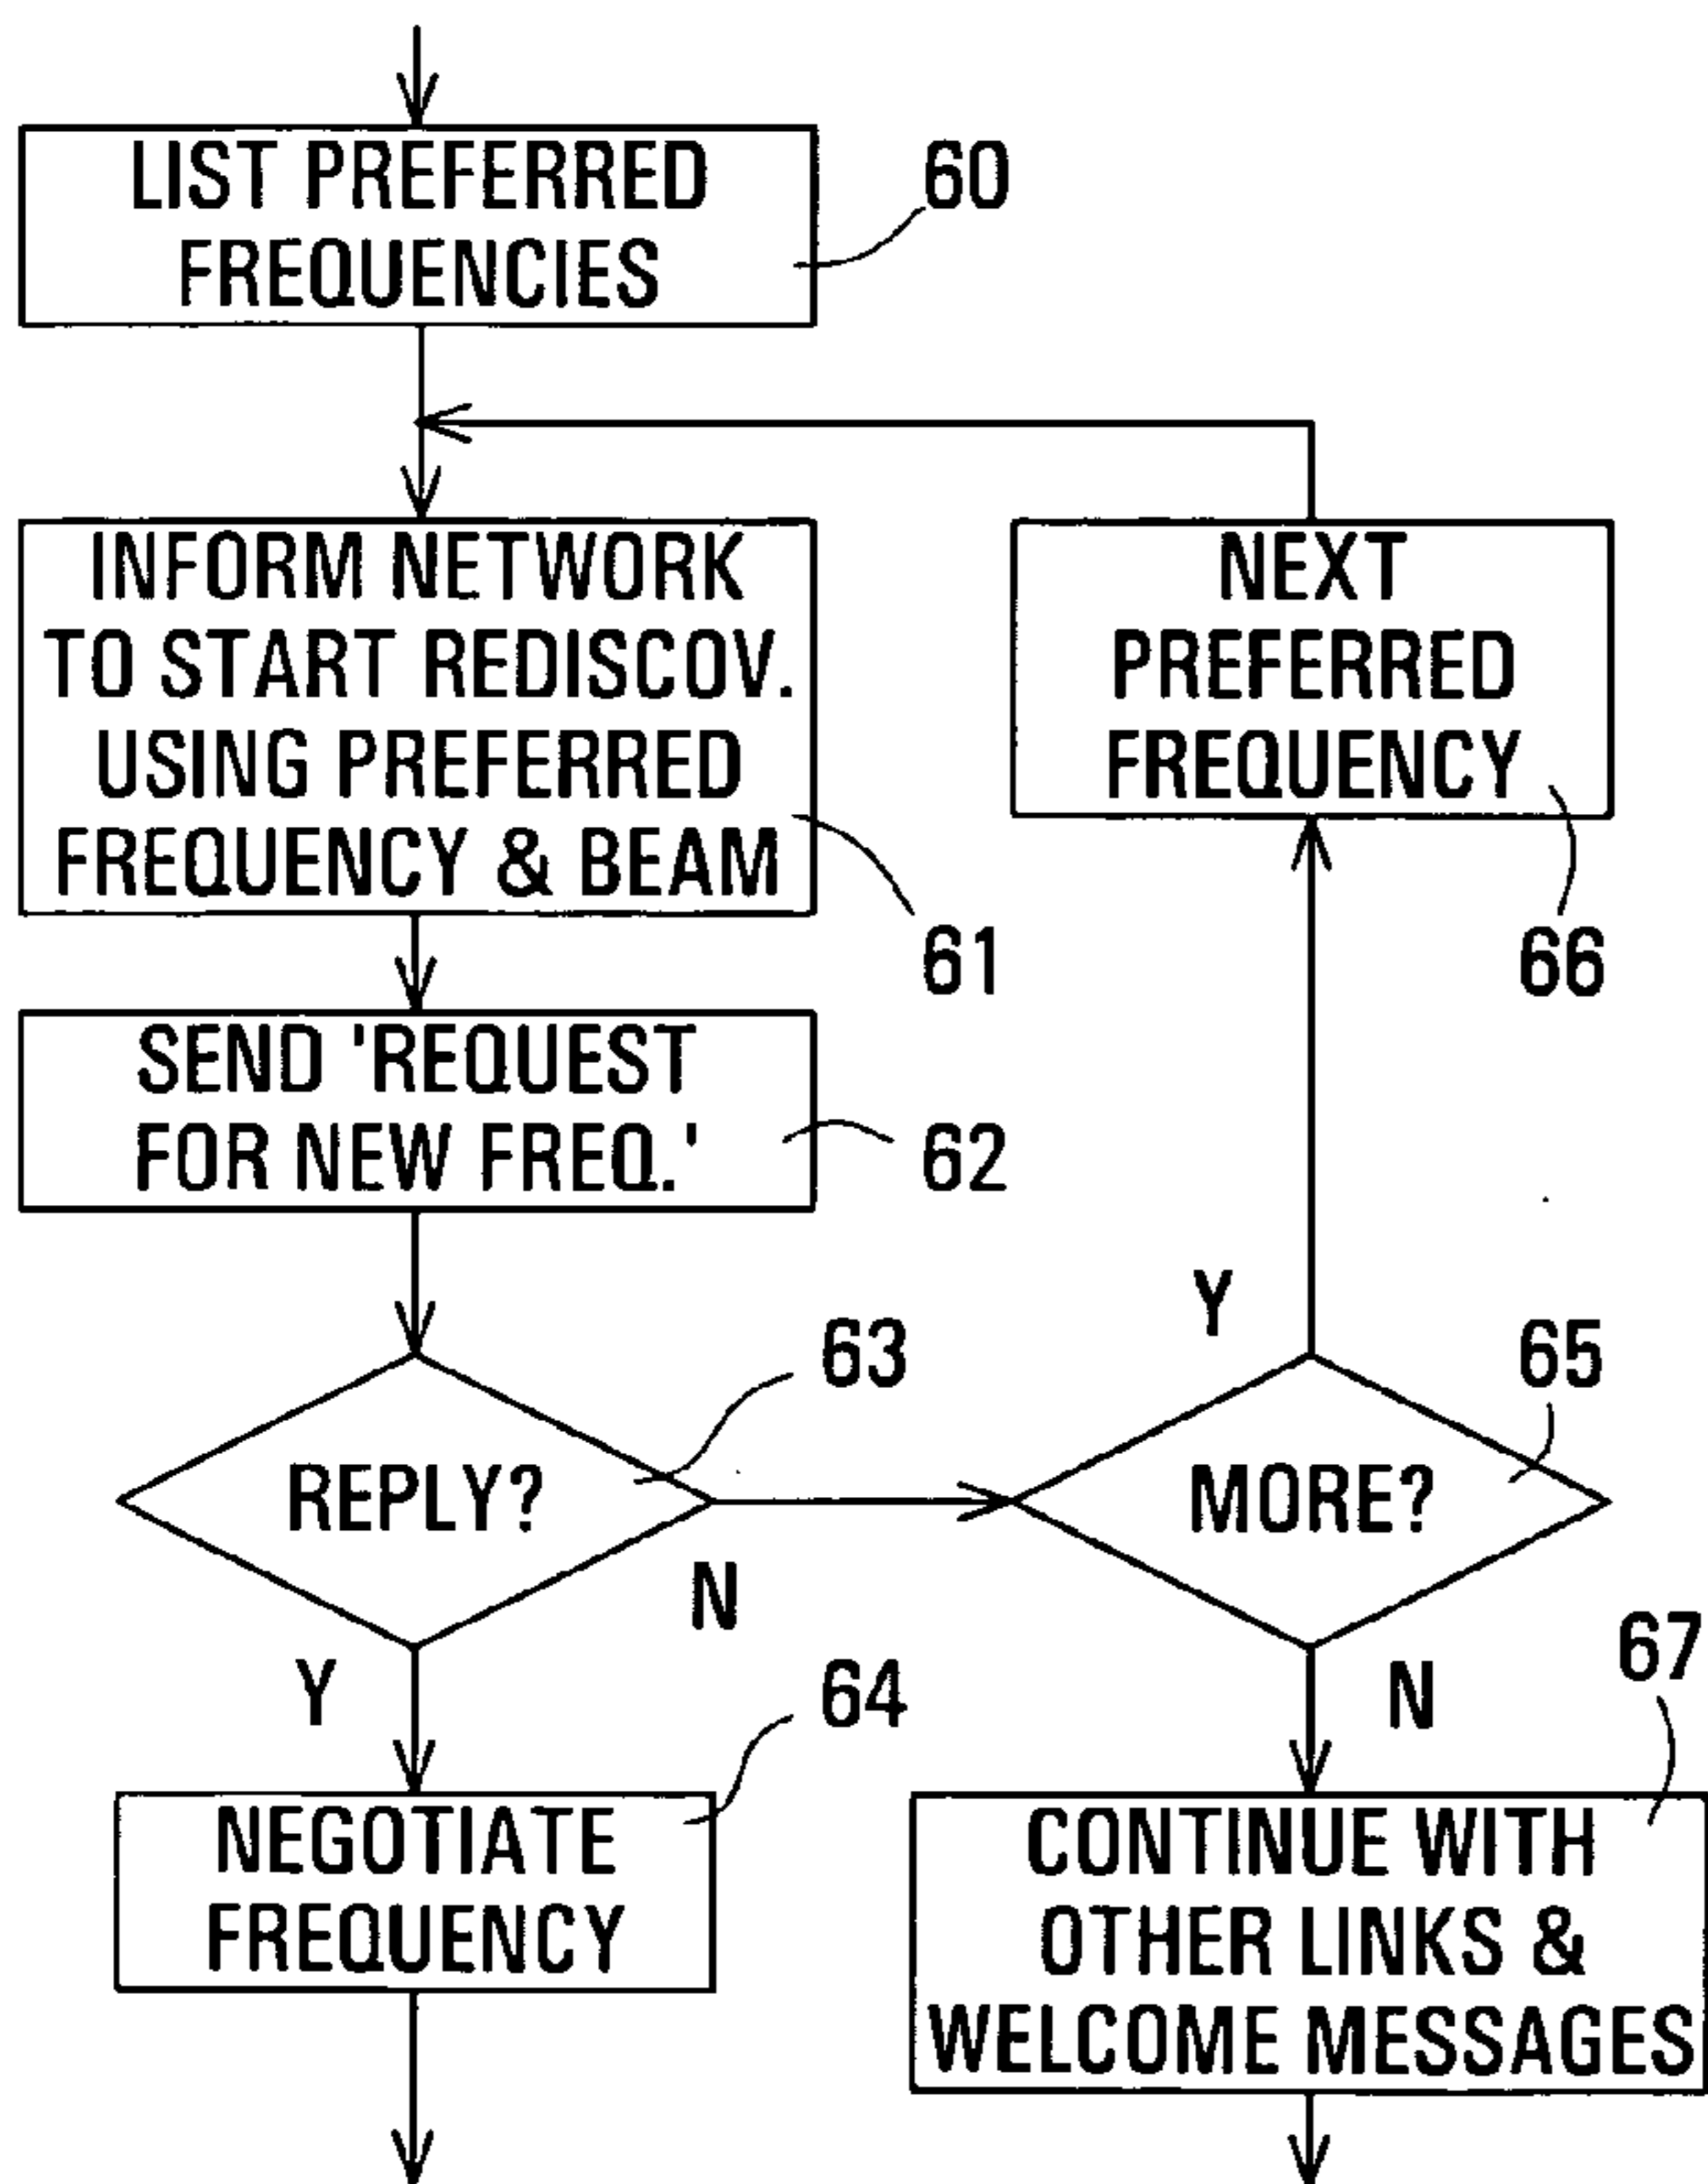 LIST PREFERRED
FREQUENCIES
60
INFORM NETWORK
TO START REDISCOV.
USING PREFERRED
FREQUENCY & BEAM
61
NEXT
PREFERRED
FREQUENCY
66
SEND 'REQUEST
FOR NEW FREQ.'
62
REPLY?
63
N
Y
MORE?
65
Y
N
NEGOTIATE
FREQUENCY
64
CONTINUE WITH
OTHER LINKS &
WELCOME MESSAGES
67